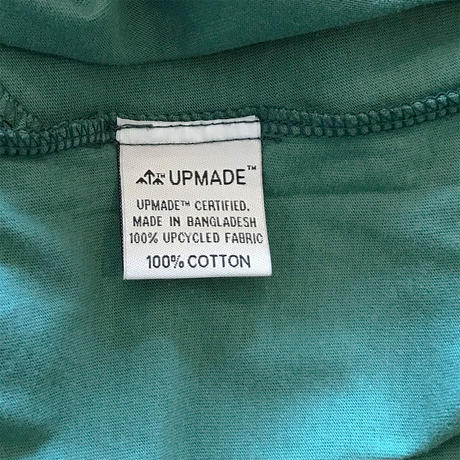 UPMADE™
UPMADE™ CERTIFIED.
MADE IN BANGLADESH
100% UPCYCLED FABRIC
100% COTTON